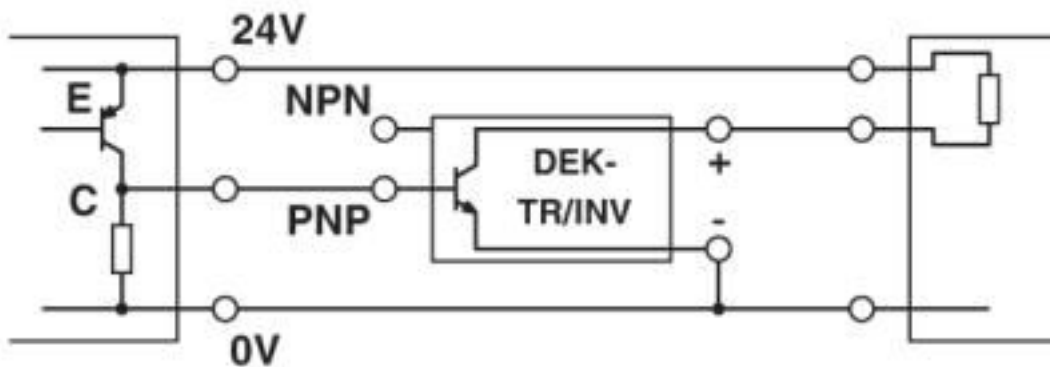 24V
E
NPN
DEK-
TR/INV
+
C
PNP
-
0V